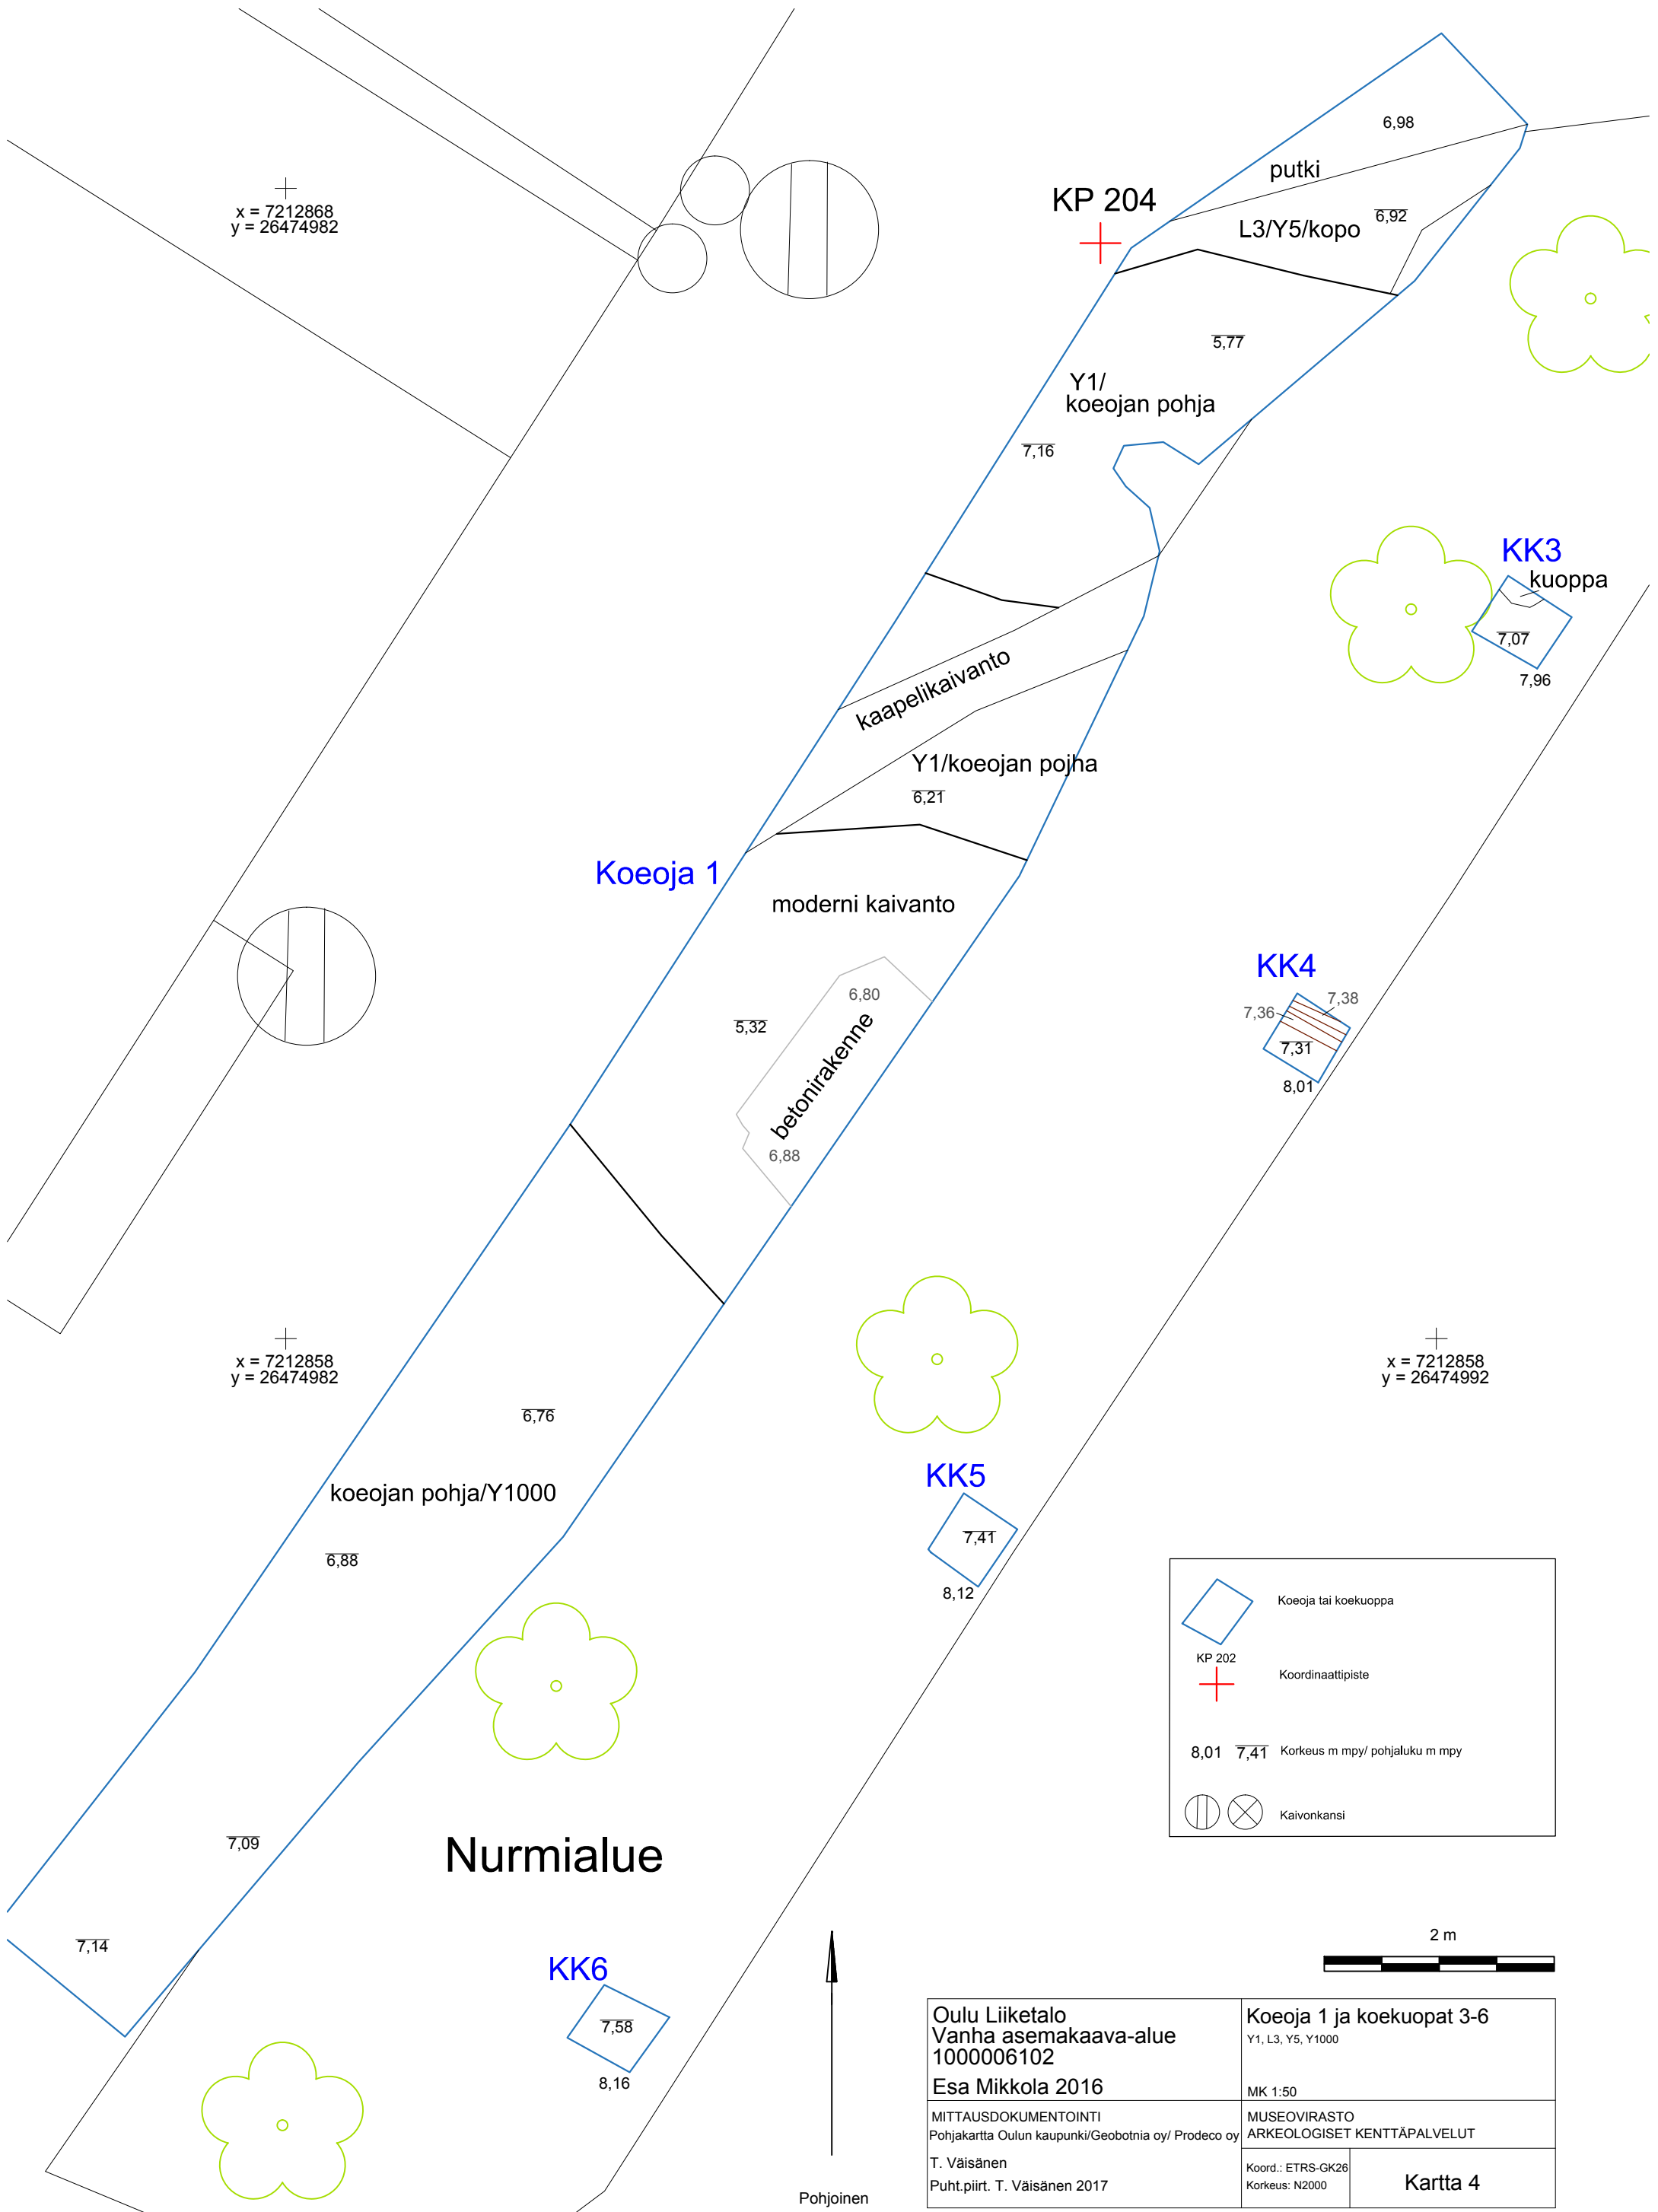 6,98
putki
x = 7212868
y = 26474982
KP 204
6,92
L3/Y5/kopo
5,77
Y1/
koeojan pohja
7,16
KK3
kuoppa
7,07
7,96
kaapelikaivanto
Y1/koeojan pojha
6,21
Koeoja 1
moderni kaivanto
KK4
6,80
7,38
7,36
5,32
betonirakenne
7,31
8,01
6,88
x = 7212858
y = 26474982
x = 7212858
y = 26474992
6,76
KK5
koeojan pohja/Y1000
7,41
6,88
8,12
Koeoja tai koekuoppa
KP 202
Koordinaattipiste
8,01 7,41 Korkeus m mpy/ pohjaluku m mpy
Kaivonkansi
7,09
Nurmialue
7,14
2 m
KK6
7,58
8,16
Pohjoinen
Oulu Liiketalo
Vanha asemakaava-alue
1000006102
Esa Mikkola 2016
Koeoja 1 ja koekuopat 3-6
Y1, L3, Y5, Y1000
MK 1:50
MITTAUSDOKUMENTOINTI
Pohjakartta Oulun kaupunki/Geobotnia oy/ Prodeco oy
MUSEOVIRASTO
ARKEOLOGISET KENTTÄPALVELUT
T. Väisänen
Puht.piirt. T. Väisänen 2017
Koord.: ETRS-GK26
Korkeus: N2000
Kartta 4